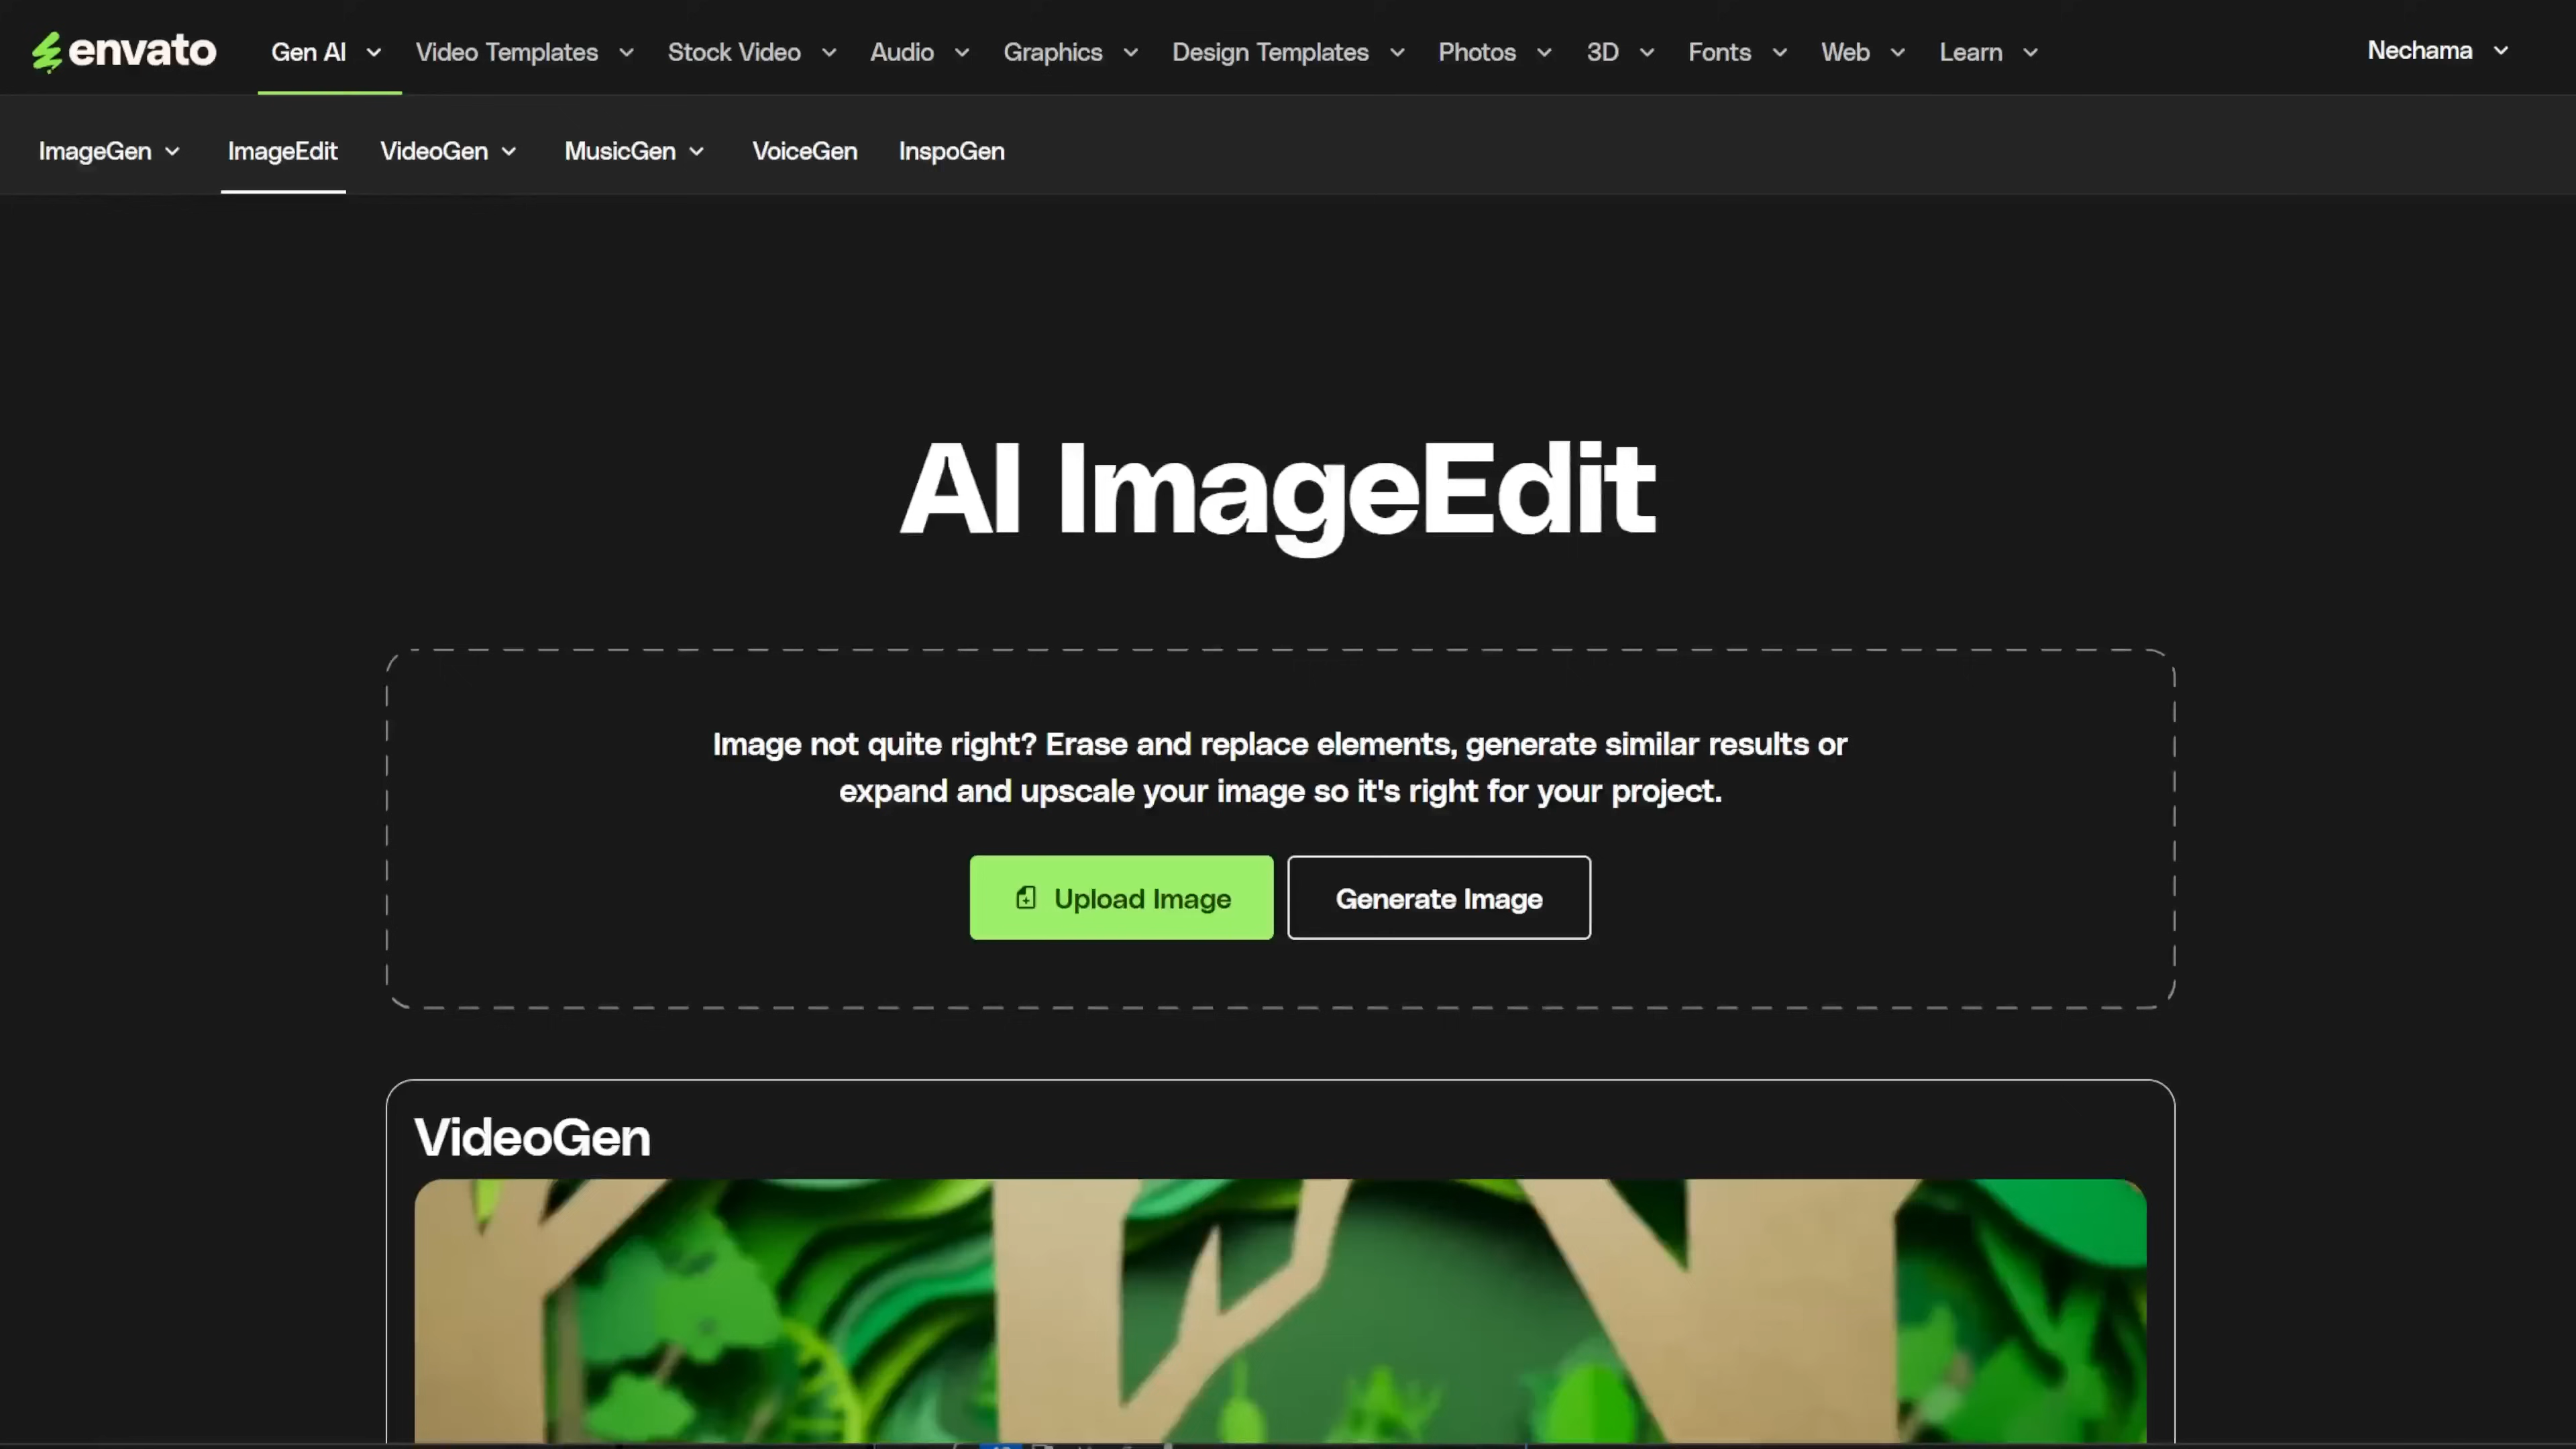 envato Gen AI Video Templates Stock Video Audio Graphics Design Templates Photos 3D Fonts Web Learn Nechama
ImageGen ImageEdit VideoGen MusicGen VoiceGen InspoGen
AI ImageEdit
Image not quite right? Erase and replace elements, generate similar results or
expand and upscale your image so it's right for your project.
Upload Image Generate Image
VideoGen